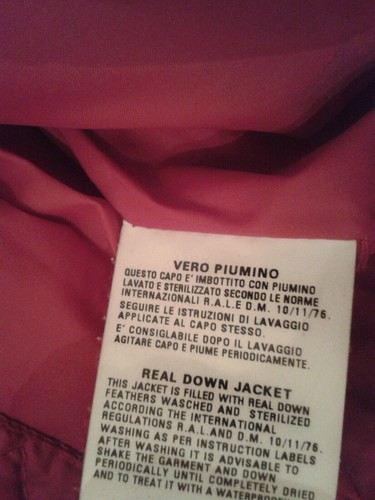 VERO PIUMINO
QUESTO CAPO E' IMBOTTITO CON PIUMINO
LAVATO E STERILIZZATO SECONDO LE NORME
INTERNAZIONALI R.A.L.E D.M. 10/11/76.
SEGUIRE LE ISTRUZIONI DI LAVAGGIO
APPLICATE AL CAPO STESSO.
E' CONSIGLABILE DOPO IL LAVAGGIO
AGITARE CAPO E PIUME PERIODICAMENTE.
REAL DOWN JACKET
THIS JACKET IS FILLED WITH REAL DOWN
FEATHERS WASCHED AND STERILIZED
ACCORDING THE INTERNATIONAL
REGULATIONS R.A.L.AND D.M. 10/11/76.
WASHING AS PER INSTRUCTION LABELS
AFTER WASHING IT IS ADVISABLE TO
SHAKE THE GARMENT AND DOWN
PERIODICALLY UNTIL COMPLETELY DRIED
AND TO TREAT IT WITH A